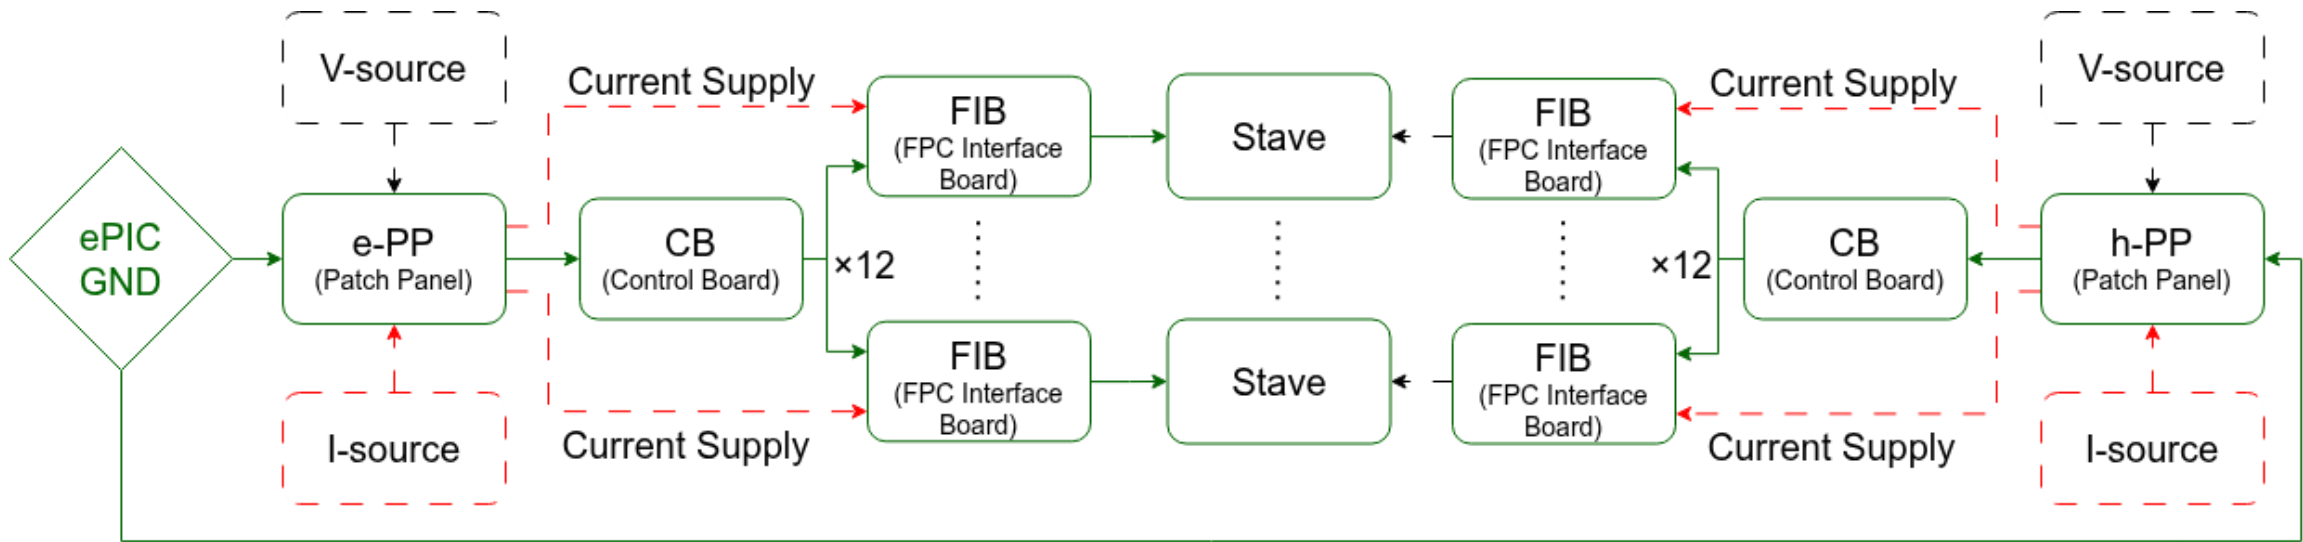 V-source
V-source
Current Supply
Current Supply
FIB
(FPC Interface
Board)
Stave
FIB
(FPC Interface
Board)
ePIC
GND
e-PP
(Patch Panel)
CB
(Control Board)
×12
×12
CB
(Control Board)
h-PP
(Patch Panel)
FIB
(FPC Interface
Board)
Stave
FIB
(FPC Interface
Board)
I-source
Current Supply
Current Supply
I-source